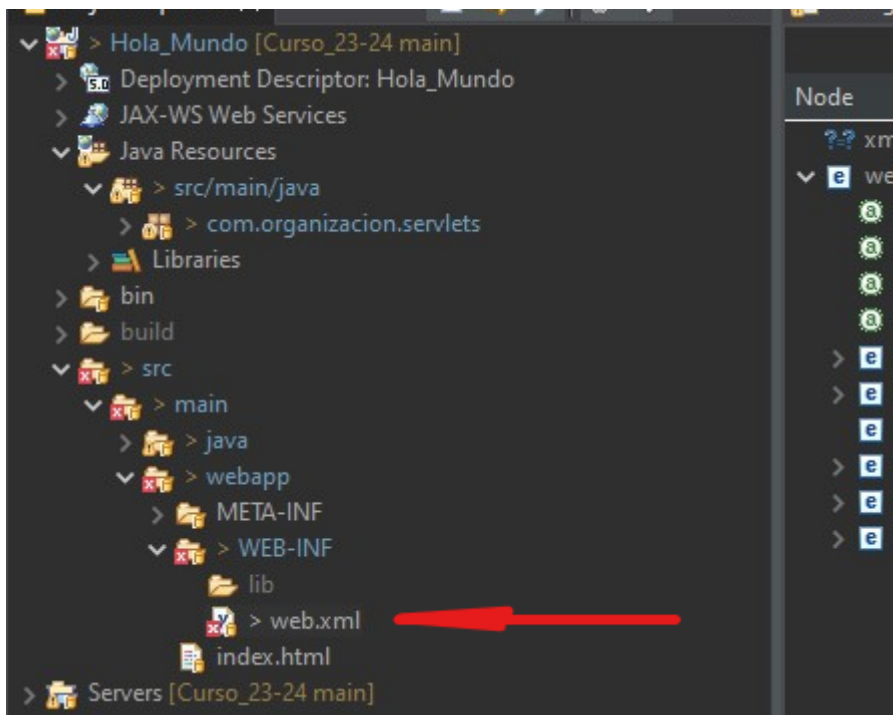 > Hola_Mundo [Curso_23-24 main]
5.0 Deployment Descriptor: Hola_Mundo
JAX-WS Web Services
Java Resources
> src/main/java
> com.organizacion.servlets
Libraries
bin
build
> src
> main
> java
> webapp
META-INF
> WEB-INF
lib
> web.xml
index.html
Servers [Curso_23-24 main]
Node
?=? xm
e we
a
a
a
a
e
e
e
e
e
e